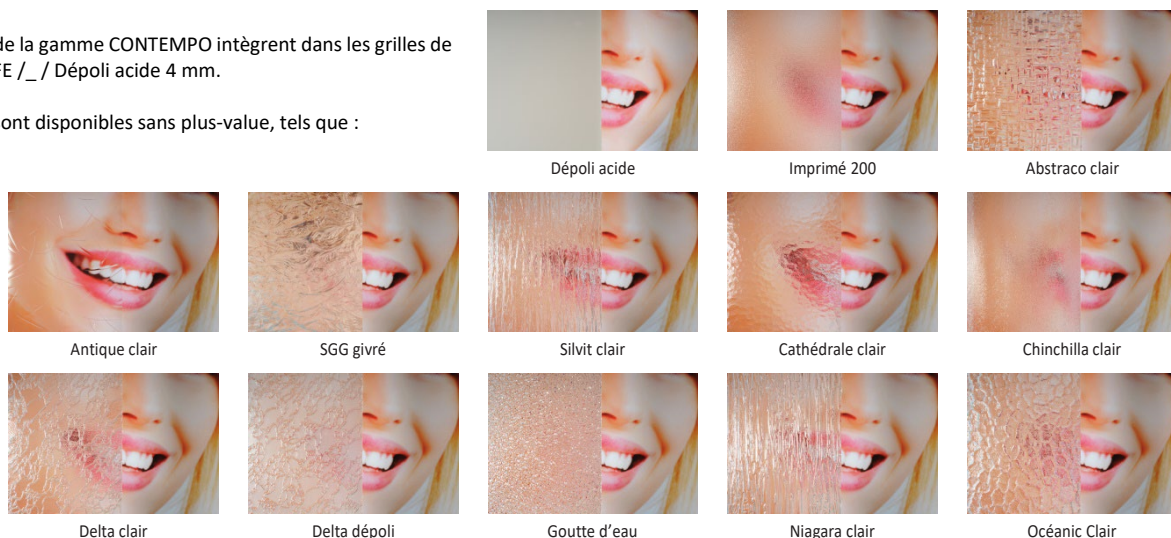 de la gamme CONTEMPO intègrent dans les grilles de
FE /_ / Dépoli acide 4 mm.
ont disponibles sans plus-value, tels que :
Dépoli acide
Imprimé 200
Abstraco clair
Antique clair
SGG givré
Silvit clair
Cathédrale clair
Chinchilla clair
Delta clair
Delta dépoli
Goutte d’eau
Niagara clair
Océanic Clair